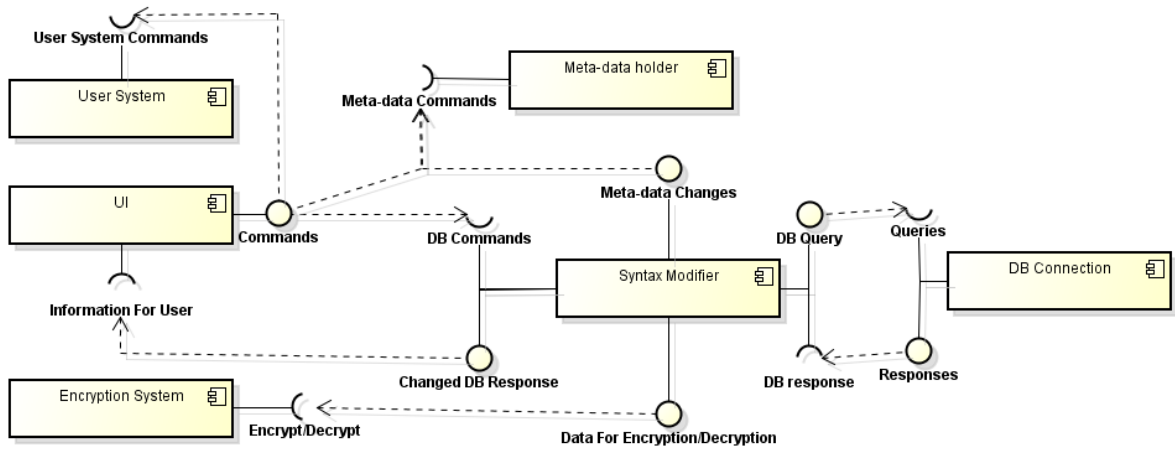 User System Commands
Meta-data holder
User System
Meta-data Commands
UI
Meta-data Changes
Commands
DB Commands
DB Query
Queries
Syntax Modifier
DB Connection
Information For User
Changed DB Response
DB response
Responses
Encryption System
Encrypt/Decrypt
Data For Encryption/Decryption